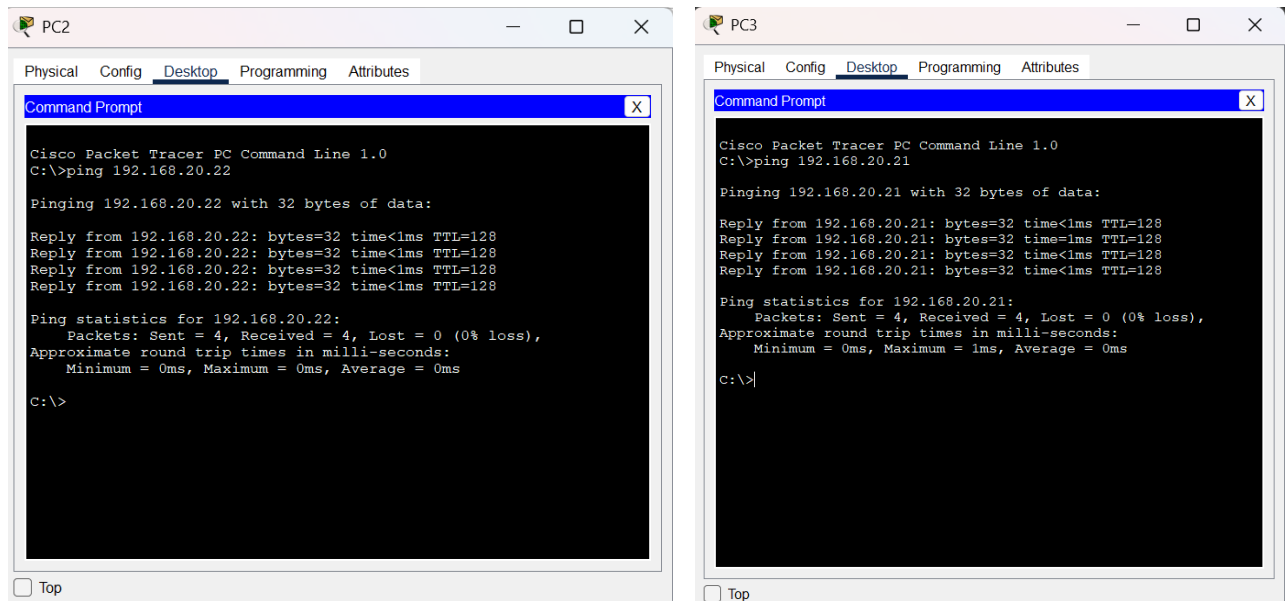 PC2
Physical Config Desktop Programming Attributes
Command Prompt
X
Cisco Packet Tracer PC Command Line 1.0
C:\>ping 192.168.20.22
Pinging 192.168.20.22 with 32 bytes of data:
Reply from 192.168.20.22: bytes=32 time<1ms TTL=128
Reply from 192.168.20.22: bytes=32 time<1ms TTL=128
Reply from 192.168.20.22: bytes=32 time<1ms TTL=128
Reply from 192.168.20.22: bytes=32 time<1ms TTL=128
Ping statistics for 192.168.20.22:
Packets: Sent = 4, Received = 4, Lost = 0 (0% loss),
Approximate round trip times in milli-seconds:
Minimum = 0ms, Maximum = 0ms, Average = 0ms
C:\>
Top
PC3
Physical Config Desktop Programming Attributes
Command Prompt
X
Cisco Packet Tracer PC Command Line 1.0
C:\>ping 192.168.20.21
Pinging 192.168.20.21 with 32 bytes of data:
Reply from 192.168.20.21: bytes=32 time<1ms TTL=128
Reply from 192.168.20.21: bytes=32 time=1ms TTL=128
Reply from 192.168.20.21: bytes=32 time<1ms TTL=128
Reply from 192.168.20.21: bytes=32 time<1ms TTL=128
Ping statistics for 192.168.20.21:
Packets: Sent = 4, Received = 4, Lost = 0 (0% loss),
Approximate round trip times in milli-seconds:
Minimum = 0ms, Maximum = 1ms, Average = 0ms
C:\>
Top